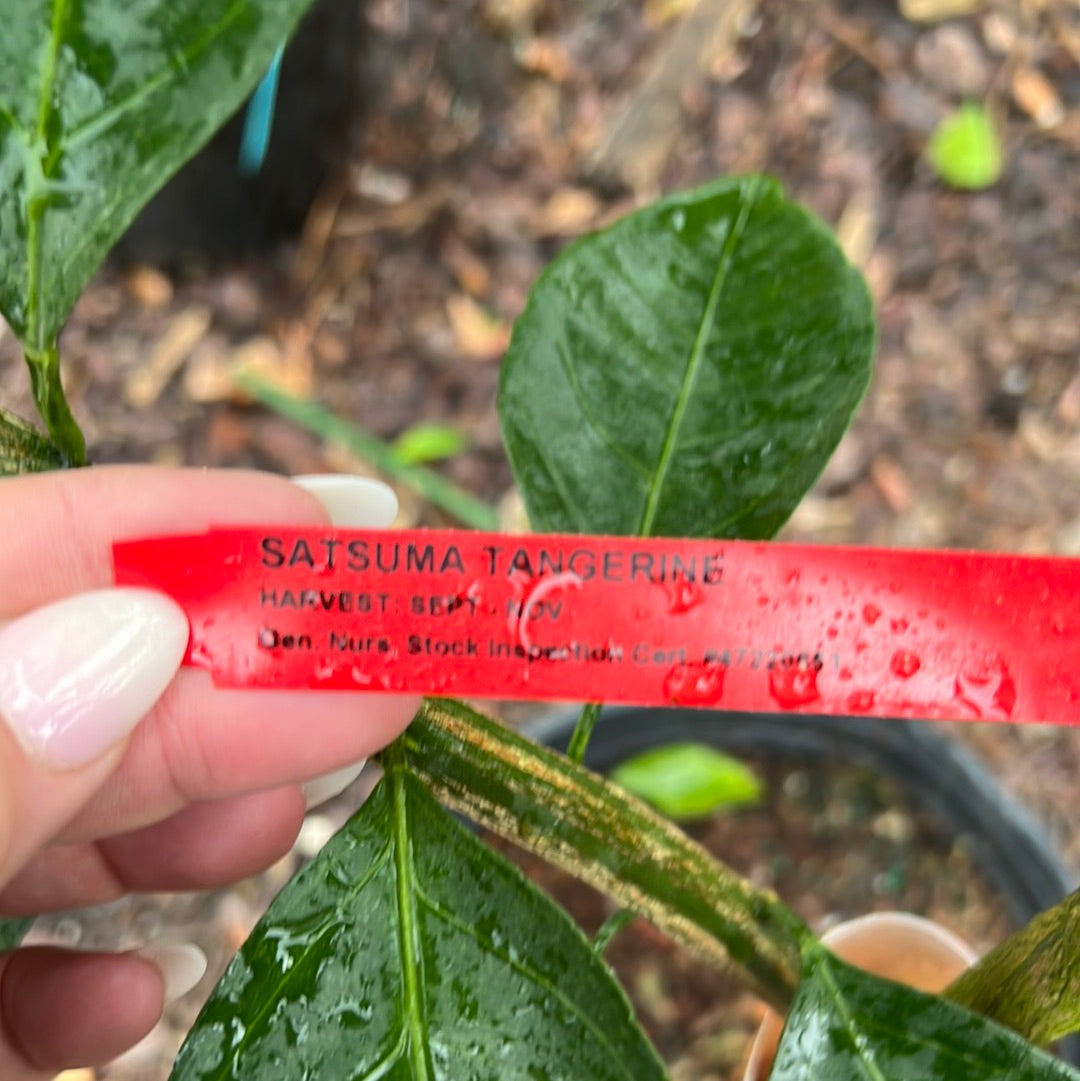 SATSUMA TANGERINE
HARVEST: SEPT - NOV
Gen. Nurs. Stock Inspection Cert.